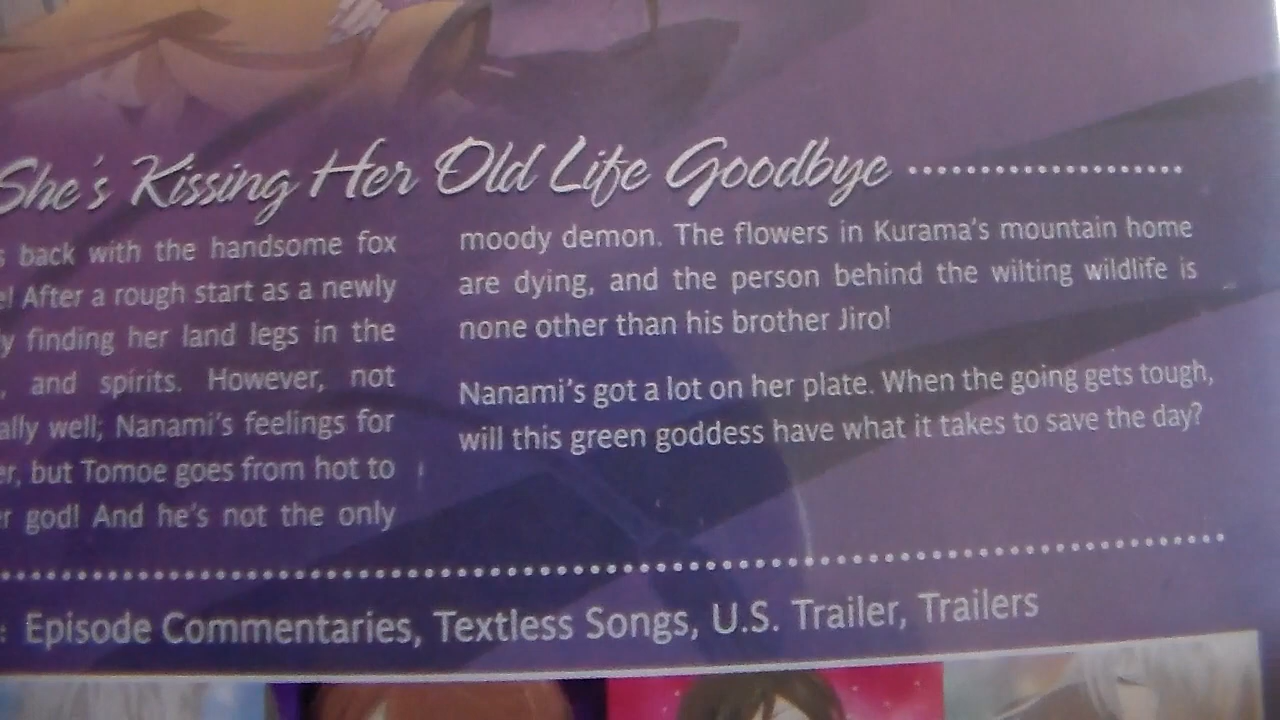 She's Kissing Her Old Life Goodbye
back with the handsome fox
After a rough start as a newly
finding her land legs in the
and spirits. However, not
well; Nanami's feelings for
but Tomoe goes from hot to
god! And he's not the only
moody demon. The flowers in Kurama's mountain home
are dying, and the person behind the wilting wildlife is
none other than his brother Jiro!
Nanami's got a lot on her plate. When the going gets tough,
will this green goddess have what it takes to save the day?
: Episode Commentaries, Textless Songs, U.S. Trailer, Trailers